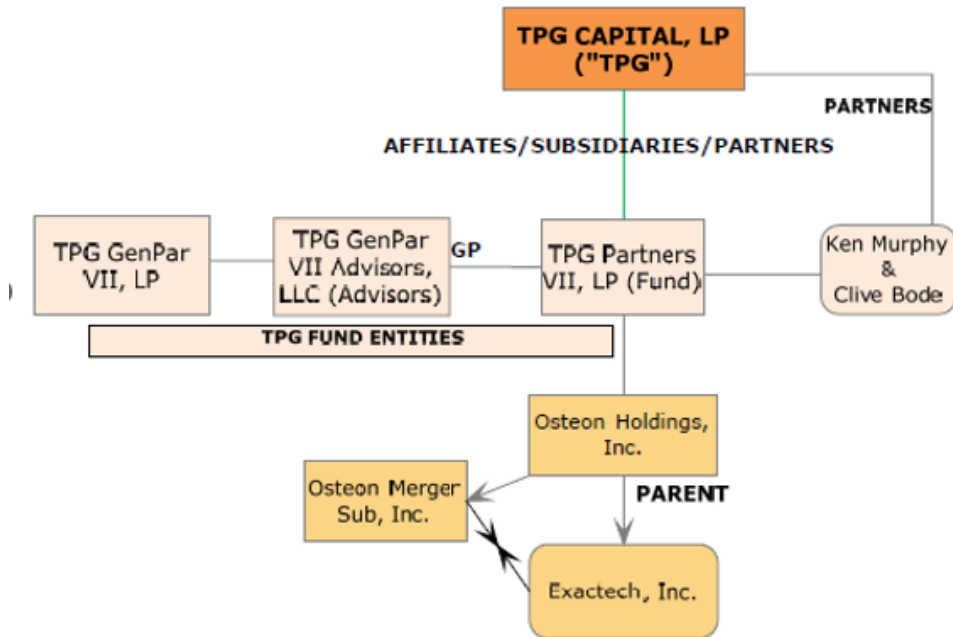 TPG CAPITAL, LP
("TPG")
PARTNERS
AFFILIATES/SUBSIDIARIES/PARTNERS
TPG GenPar
VII, LP
TPG GenPar
VII Advisors,
LLC (Advisors)
GP
TPG Partners
VII, LP (Fund)
Ken Murphy
&
Clive Bode
)
TPG FUND ENTITIES
Osteon Holdings,
Inc.
Osteon Merger
Sub, Inc.
PARENT
Exactech, Inc.